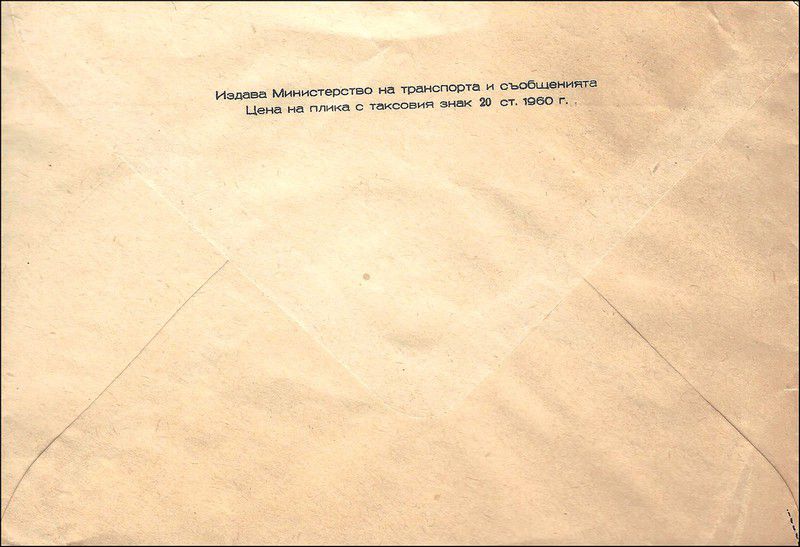 Издава Министерство на транспорта и съобщенията
Цена на плика с таксовия знак 20 ст. 1960 г.